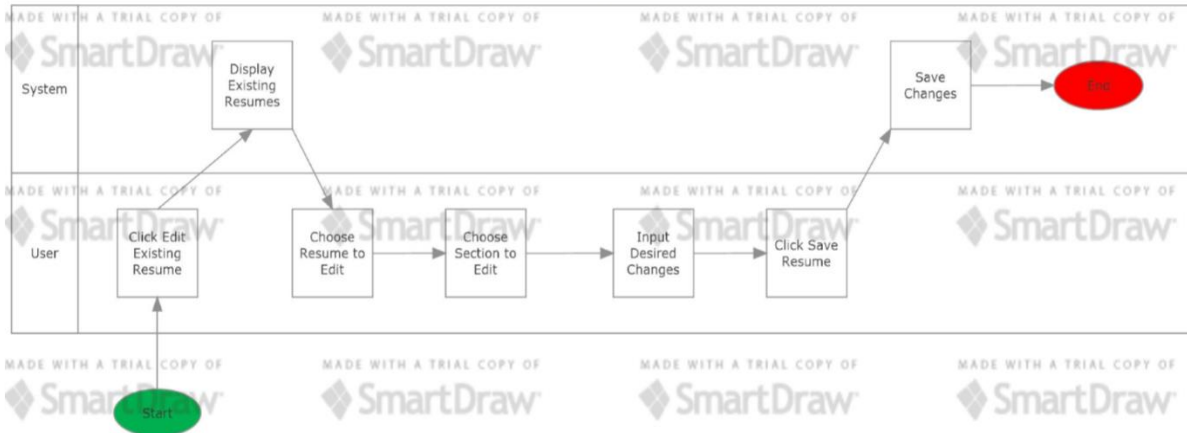 MADE WITH A TRIAL COPY OF
MADE WITH A TRIAL COPY OF
MADE WITH A TRIAL COPY OF
MADE WITH A TRIAL COPY OF
SmartDraw
SmartDraw
SmartDraw
SmartDraw
System
Display
Existing
Resumes
Save
Changes
End
MADE WITH A TRIAL COPY OF
MADE WITH A TRIAL COPY OF
MADE WITH A TRIAL COPY OF
MADE WITH A TRIAL COPY OF
SmartDraw
SmartDraw
SmartDraw
SmartDraw
User
Click Edit
Existing
Resume
Choose
Resume to
Edit
Choose
Section to
Edit
Input
Desired
Changes
Click Save
Resume
MADE WITH A TRIAL COPY OF
MADE WITH A TRIAL COPY OF
MADE WITH A TRIAL COPY OF
MADE WITH A TRIAL COPY OF
SmartDraw
SmartDraw
SmartDraw
SmartDraw
Start